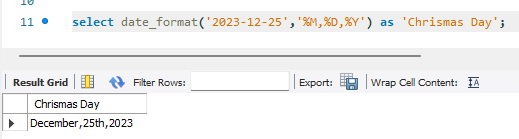 10
11 select date_format('2023-12-25','%M,%D,%Y') as 'Chrismas Day';
Result Grid Filter Rows: Export: Wrap Cell Content: IA
Chrismas Day
December,25th,2023